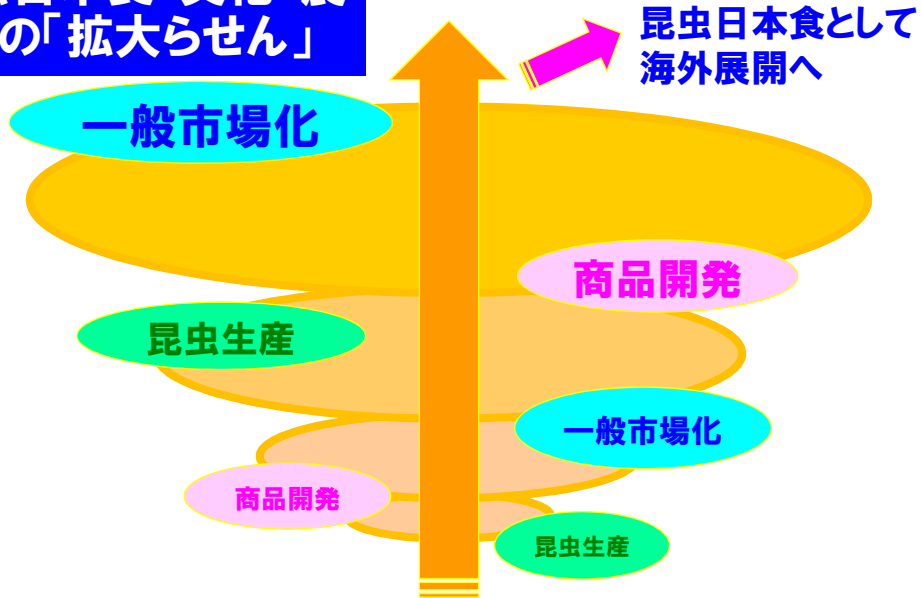 の「拡大らせん」
昆虫日本食として
海外展開へ
一般市場化
商品開発
昆虫生産
一般市場化
商品開発
昆虫生産